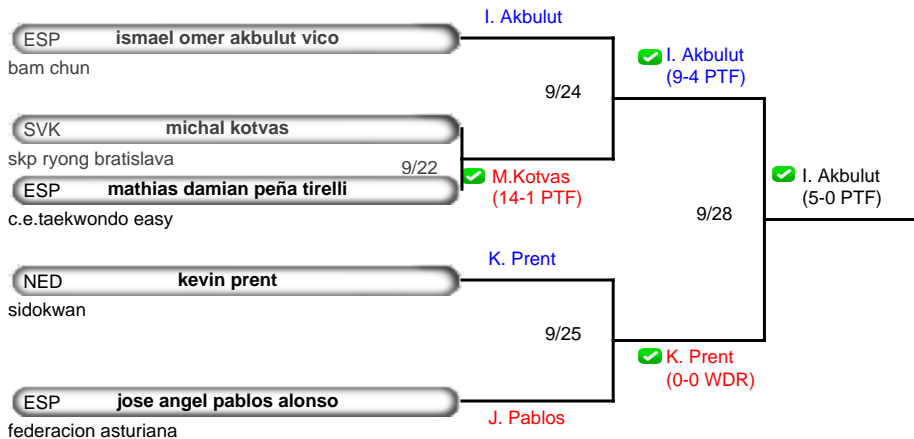 I. Akbulut
ESP ismael omer akbulut vico
bam chun
I. Akbulut
(9-4 PTF)
9/24
SVK michal kotvas
skp ryong bratislava
9/22
ESP mathias damian peña tirelli
c.e.taekwondo easy
M.Kotvas
(14-1 PTF)
I. Akbulut
(5-0 PTF)
9/28
K. Prent
NED kevin prent
sidokwan
9/25
K. Prent
(0-0 WDR)
ESP jose angel pablos alonso
federacion asturiana
J. Pablos